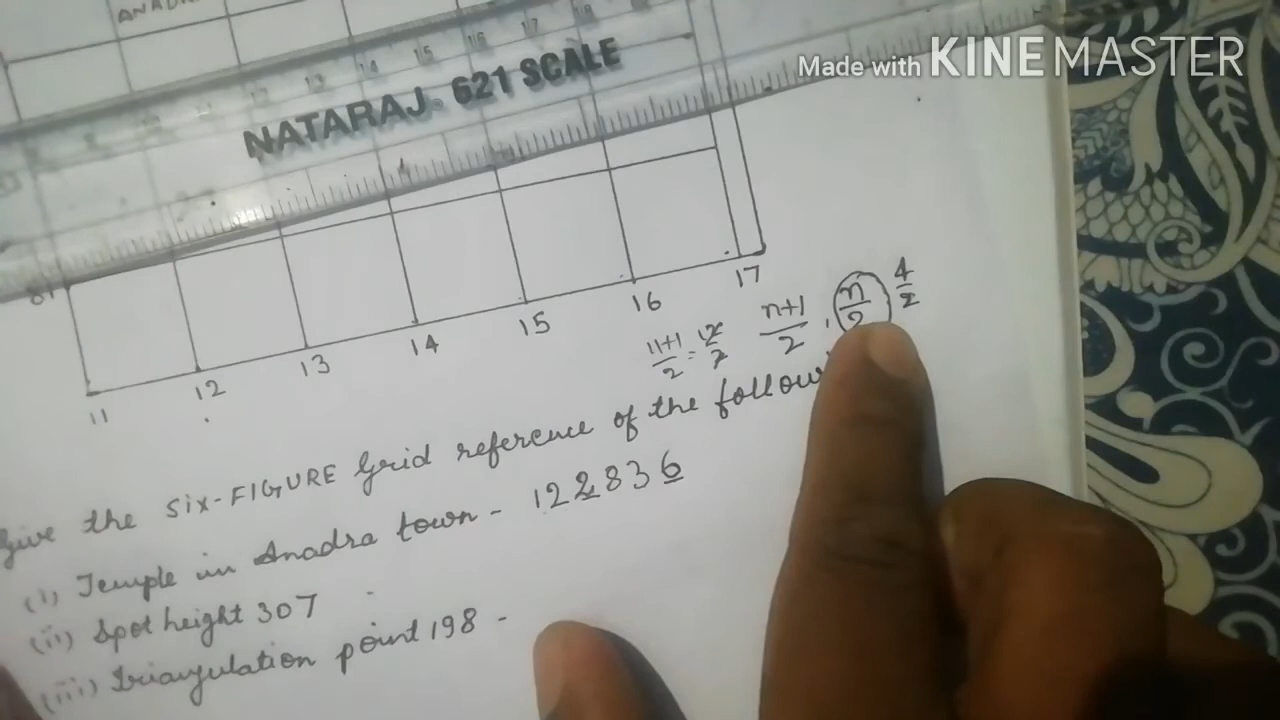 ANAD
Made with KINEMASTER
NATARAJ 621 SCALE
11 12 13 14 15 16 17
11+1/2 = 12/2 n+1/2, n/2 4/2
Give the SIX-FIGURE Grid reference of the follow
(i) Temple in Anadra town - 122836
(ii) Spot height 307 -
(iii) Triangulation point 198 -